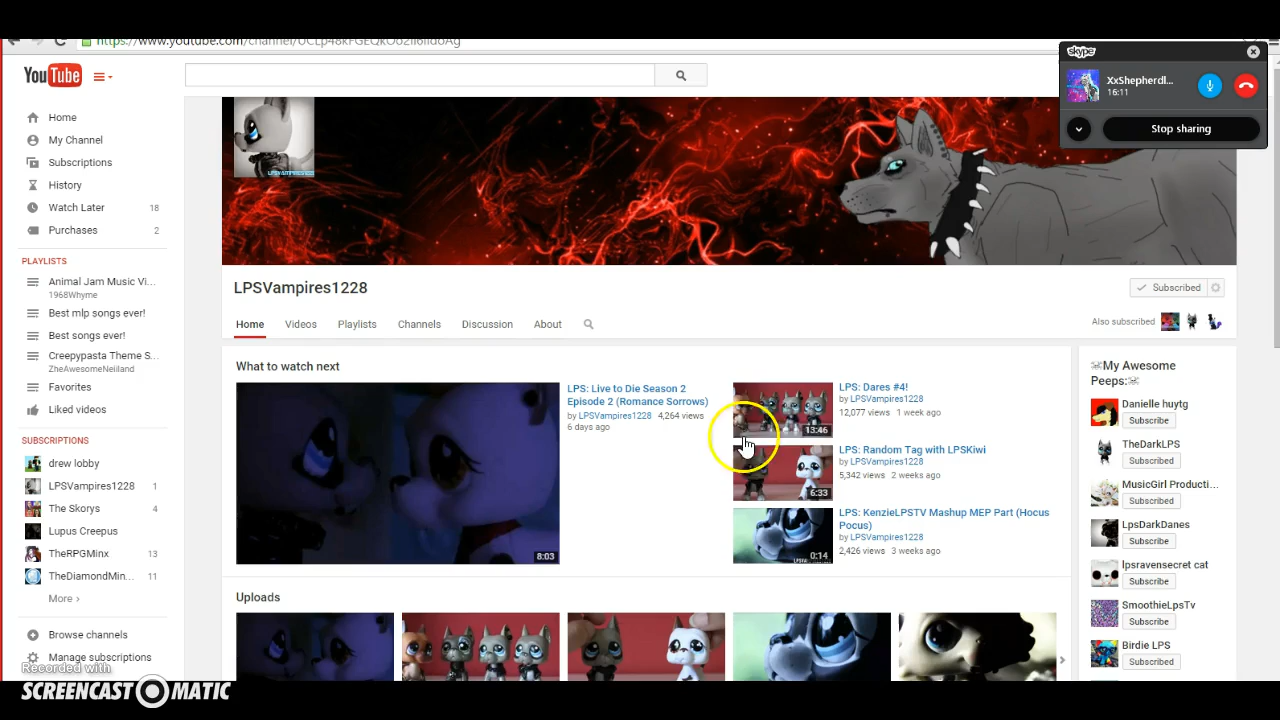 https://www.youtube.com/channel/
skype
XxShepherdl...
16:11
Stop sharing
YouTube
Home
My Channel
Subscriptions
History
Watch Later 18
Purchases 2
PLAYLISTS
Animal Jam Music Vi...
1968Whyme
Best mlp songs ever!
Best songs ever!
Creepypasta Theme S...
ZheAwesomeNeiiland
Favorites
Liked videos
SUBSCRIPTIONS
drew lobby
LPSVampires1228 1
The Skorys
Lupus Creepus
TheRPGMinx 13
TheDiamondMin... 11
More ›
Browse channels
Manage subscriptions
LPSVAMPIRES1228
LPSVampires1228
Subscribed
Home Videos Playlists Channels Discussion About
Also subscribed
What to watch next
8:03
LPS: Live to Die Season 2
Episode 2 (Romance Sorrows)
by LPSVampires1228 4,264 views
6 days ago
13:46
LPS: Dares #4!
by LPSVampires1228
12,077 views 1 week ago
6:33
LPS: Random Tag with LPSKiwi
by LPSVampires1228
5,342 views 2 weeks ago
0:14
LPS: KenzieLPSTV Mashup MEP Part (Hocus
Pocus)
by LPSVampires1228
2,426 views 3 weeks ago
Uploads
My Awesome
Peeps:
Danielle huytg
Subscribe
TheDarkLPS
Subscribed
MusicGirl Producti...
Subscribed
LpsDarkDanes
Subscribe
lpsravensecret cat
Subscribe
SmoothieLpsTv
Subscribe
Birdie LPS
Subscribed
Recorded with
SCREENCAST-O-MATIC